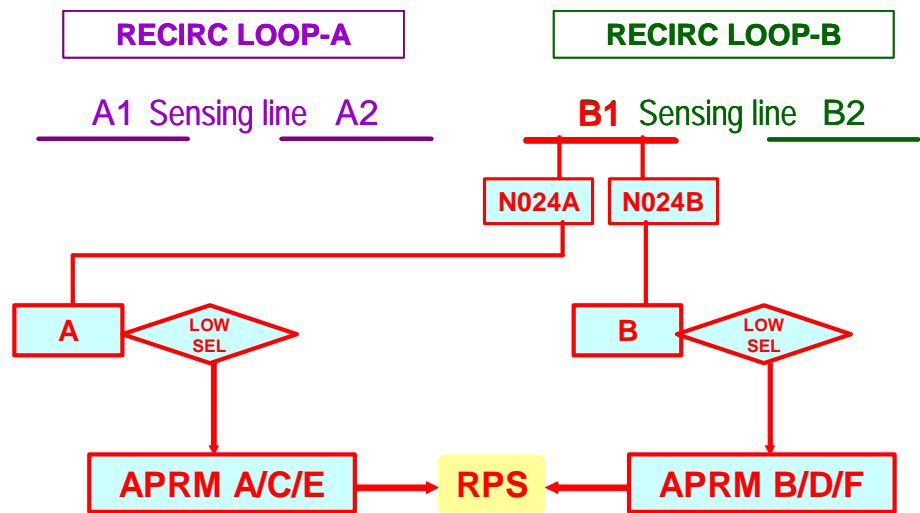 RECIRC LOOP-A
RECIRC LOOP-B
A1 Sensing line A2
B1 Sensing line B2
N024A
N024B
A
LOW
SEL
B
LOW
SEL
APRM A/C/E
RPS
APRM B/D/F